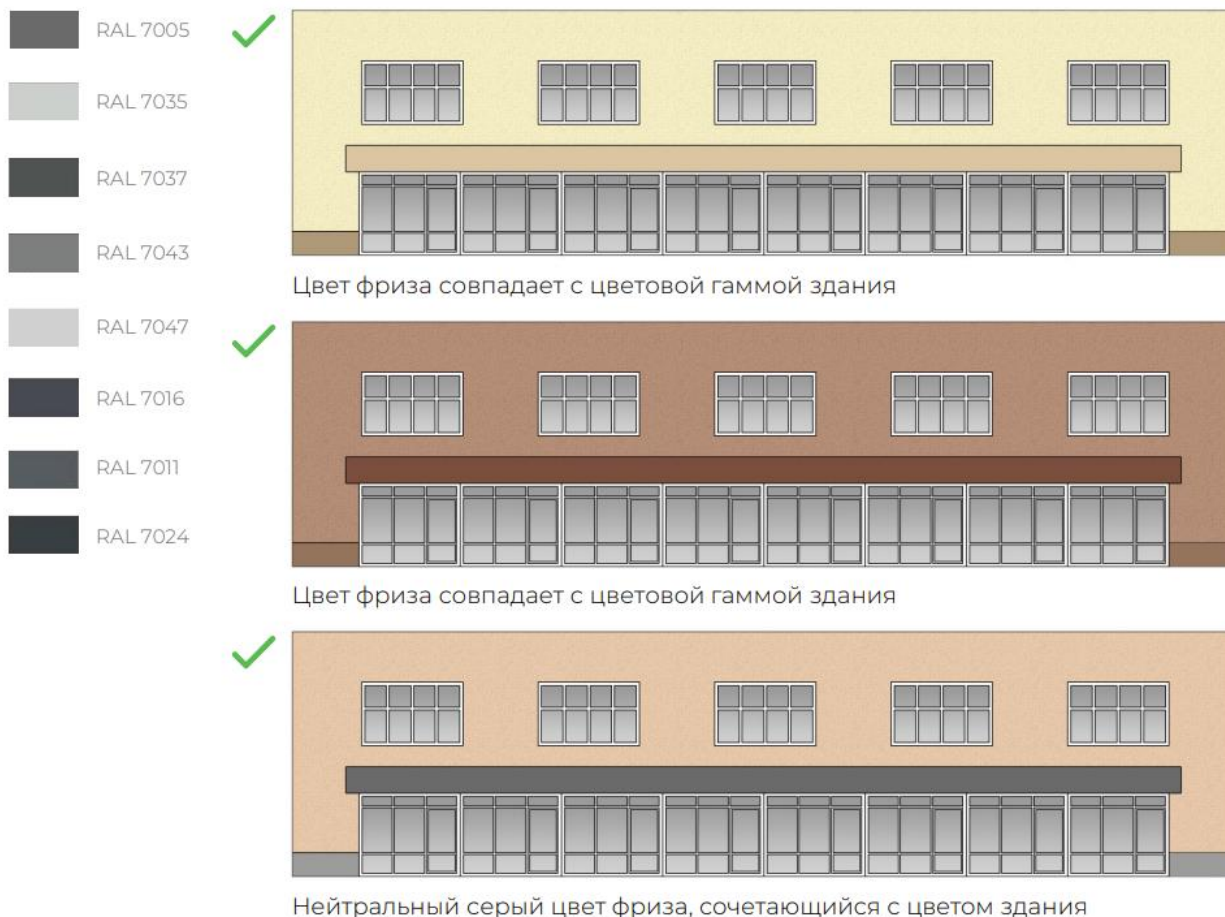 RAL 7005
RAL 7035
RAL 7037
RAL 7043
RAL 7047
RAL 7016
RAL 7011
RAL 7024
Цвет фриза совпадает с цветовой гаммой здания
Цвет фриза совпадает с цветовой гаммой здания
Нейтральный серый цвет фриза, сочетающийся с цветом здания